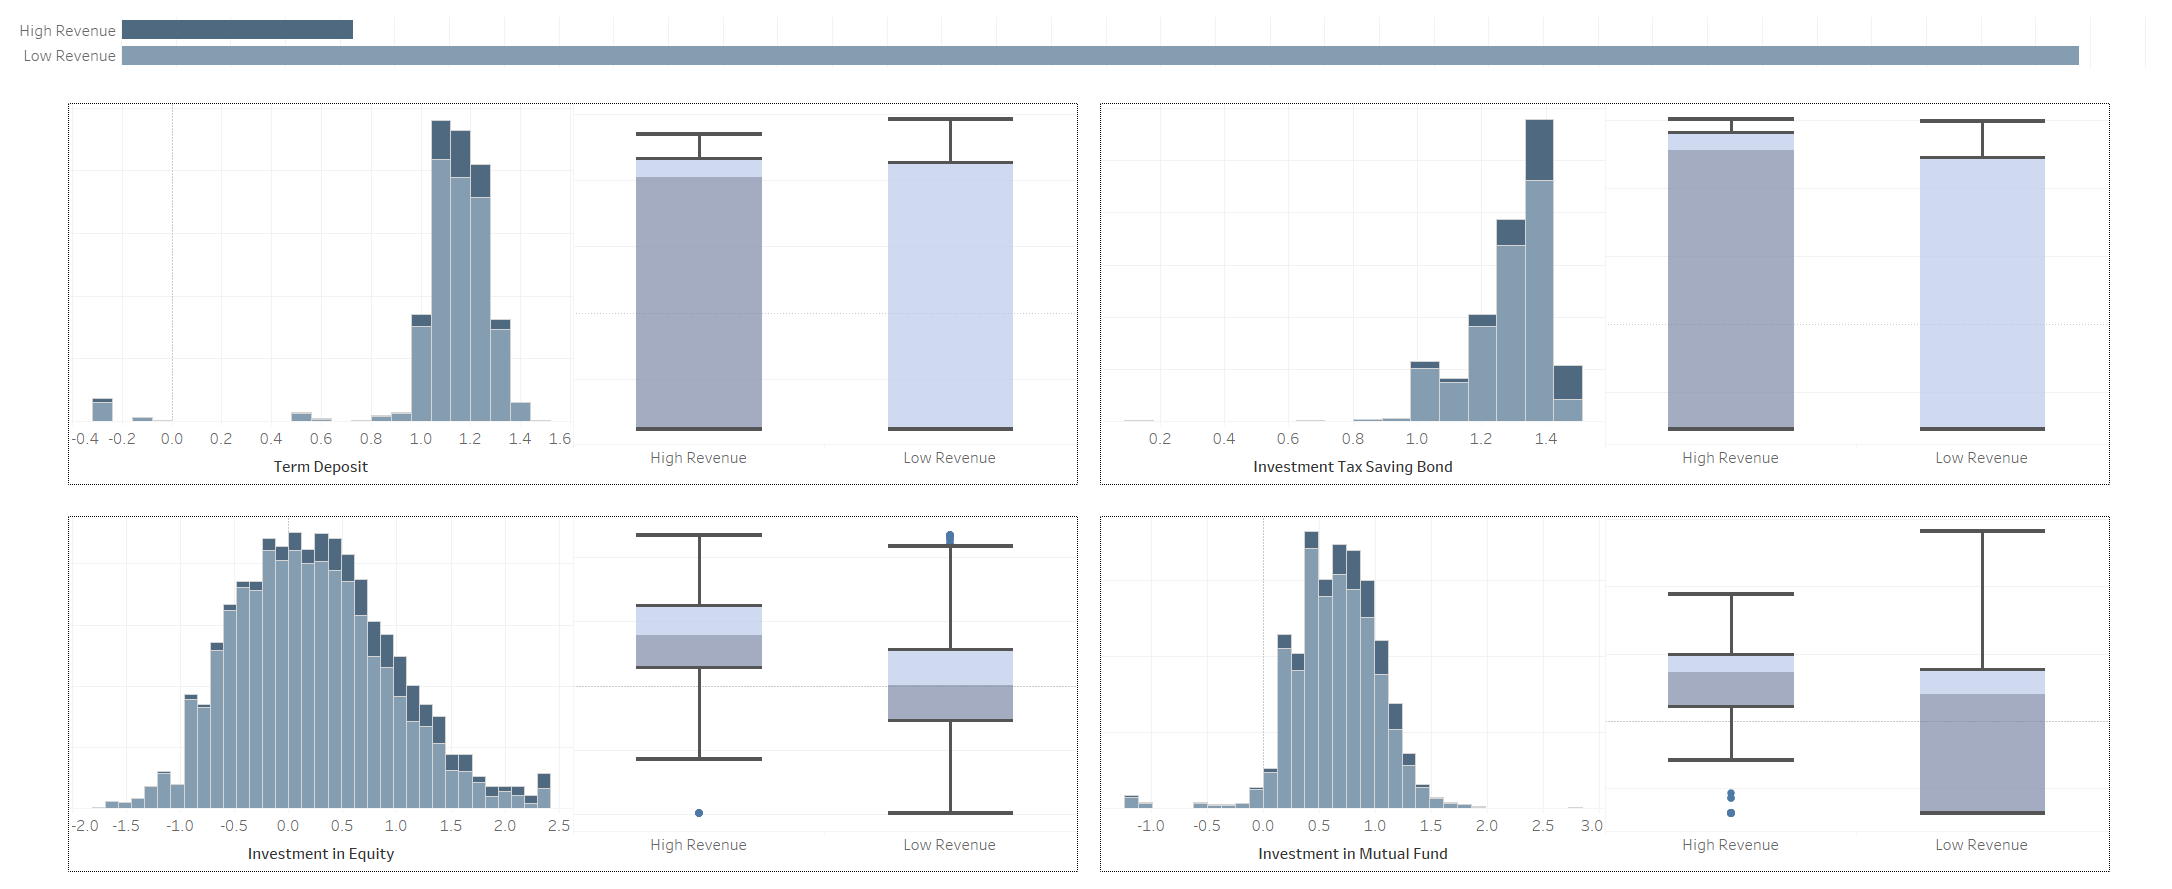 High Revenue
Low Revenue
-0.4 -0.2 0.0 0.2 0.4 0.6 0.8 1.0 1.2 1.4 1.6
Term Deposit
High Revenue Low Revenue
0.2 0.4 0.6 0.8 1.0 1.2 1.4
Investment Tax Saving Bond
High Revenue Low Revenue
-2.0 -1.5 -1.0 -0.5 0.0 0.5 1.0 1.5 2.0 2.5
Investment in Equity
High Revenue Low Revenue
-1.0 -0.5 0.0 0.5 1.0 1.5 2.0 2.5 3.0
Investment in Mutual Fund
High Revenue Low Revenue